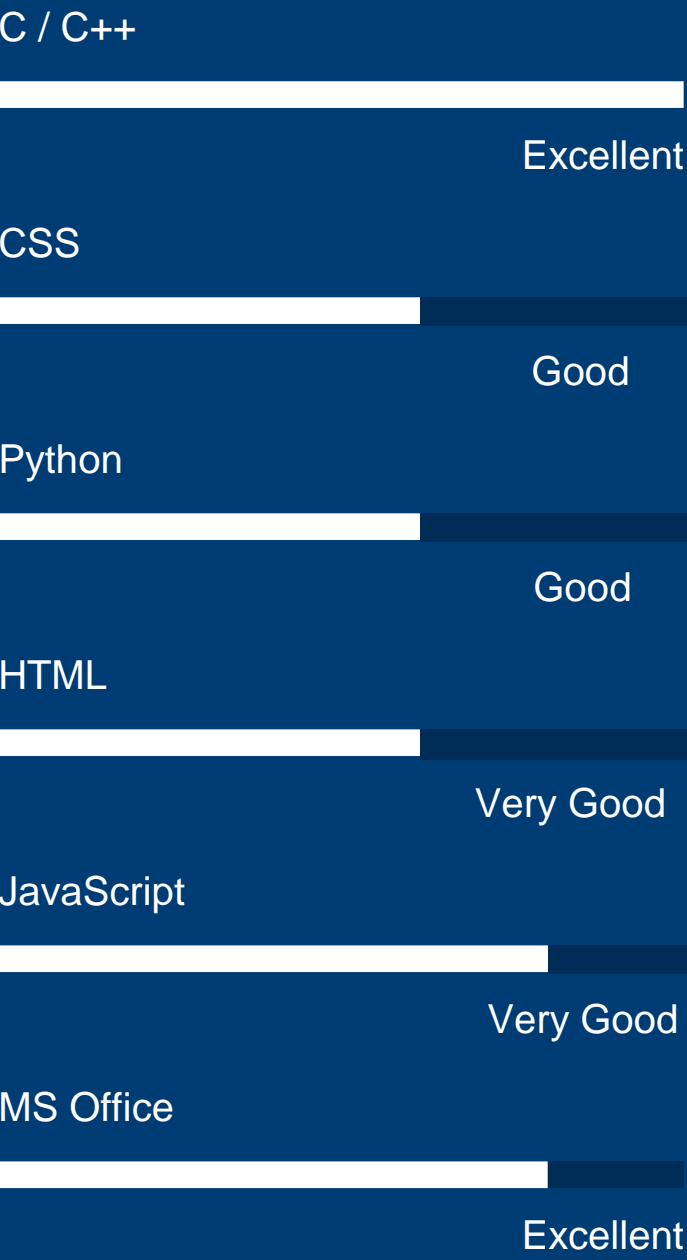 C / C++
Excellent
CSS
Good
Python
Good
HTML
Very Good
JavaScript
Very Good
MS Office
Excellent